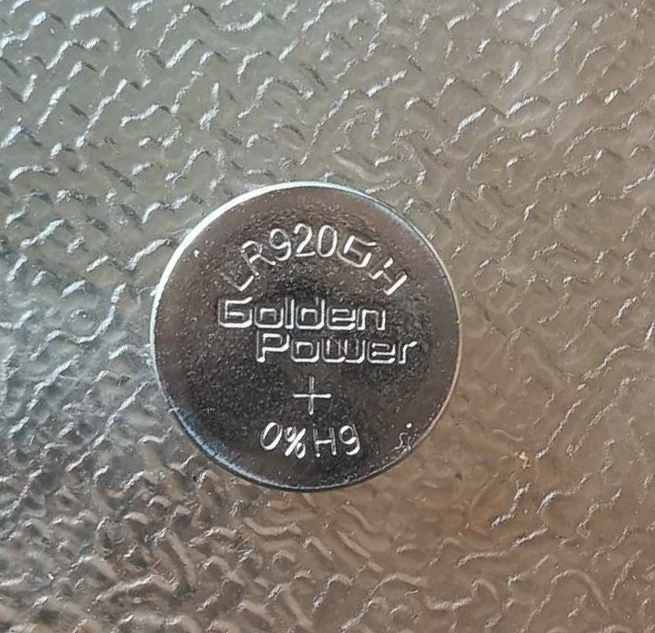 LR920GH
Golden
Power
+
0%H9